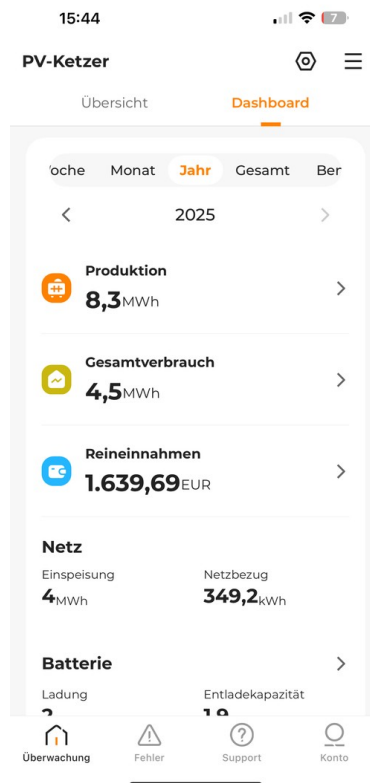 15:44
7
PV-Ketzer
Übersicht Dashboard
oche Monat Jahr Gesamt Ber
2025
Produktion
8,3MWh
Gesamtverbrauch
4,5MWh
Reineinnahmen
1.639,69EUR
Netz
Einspeisung Netzbezug
4MWh 349,2kWh
Batterie
Ladung Entladekapazität
Überwachung Fehler Support Konto